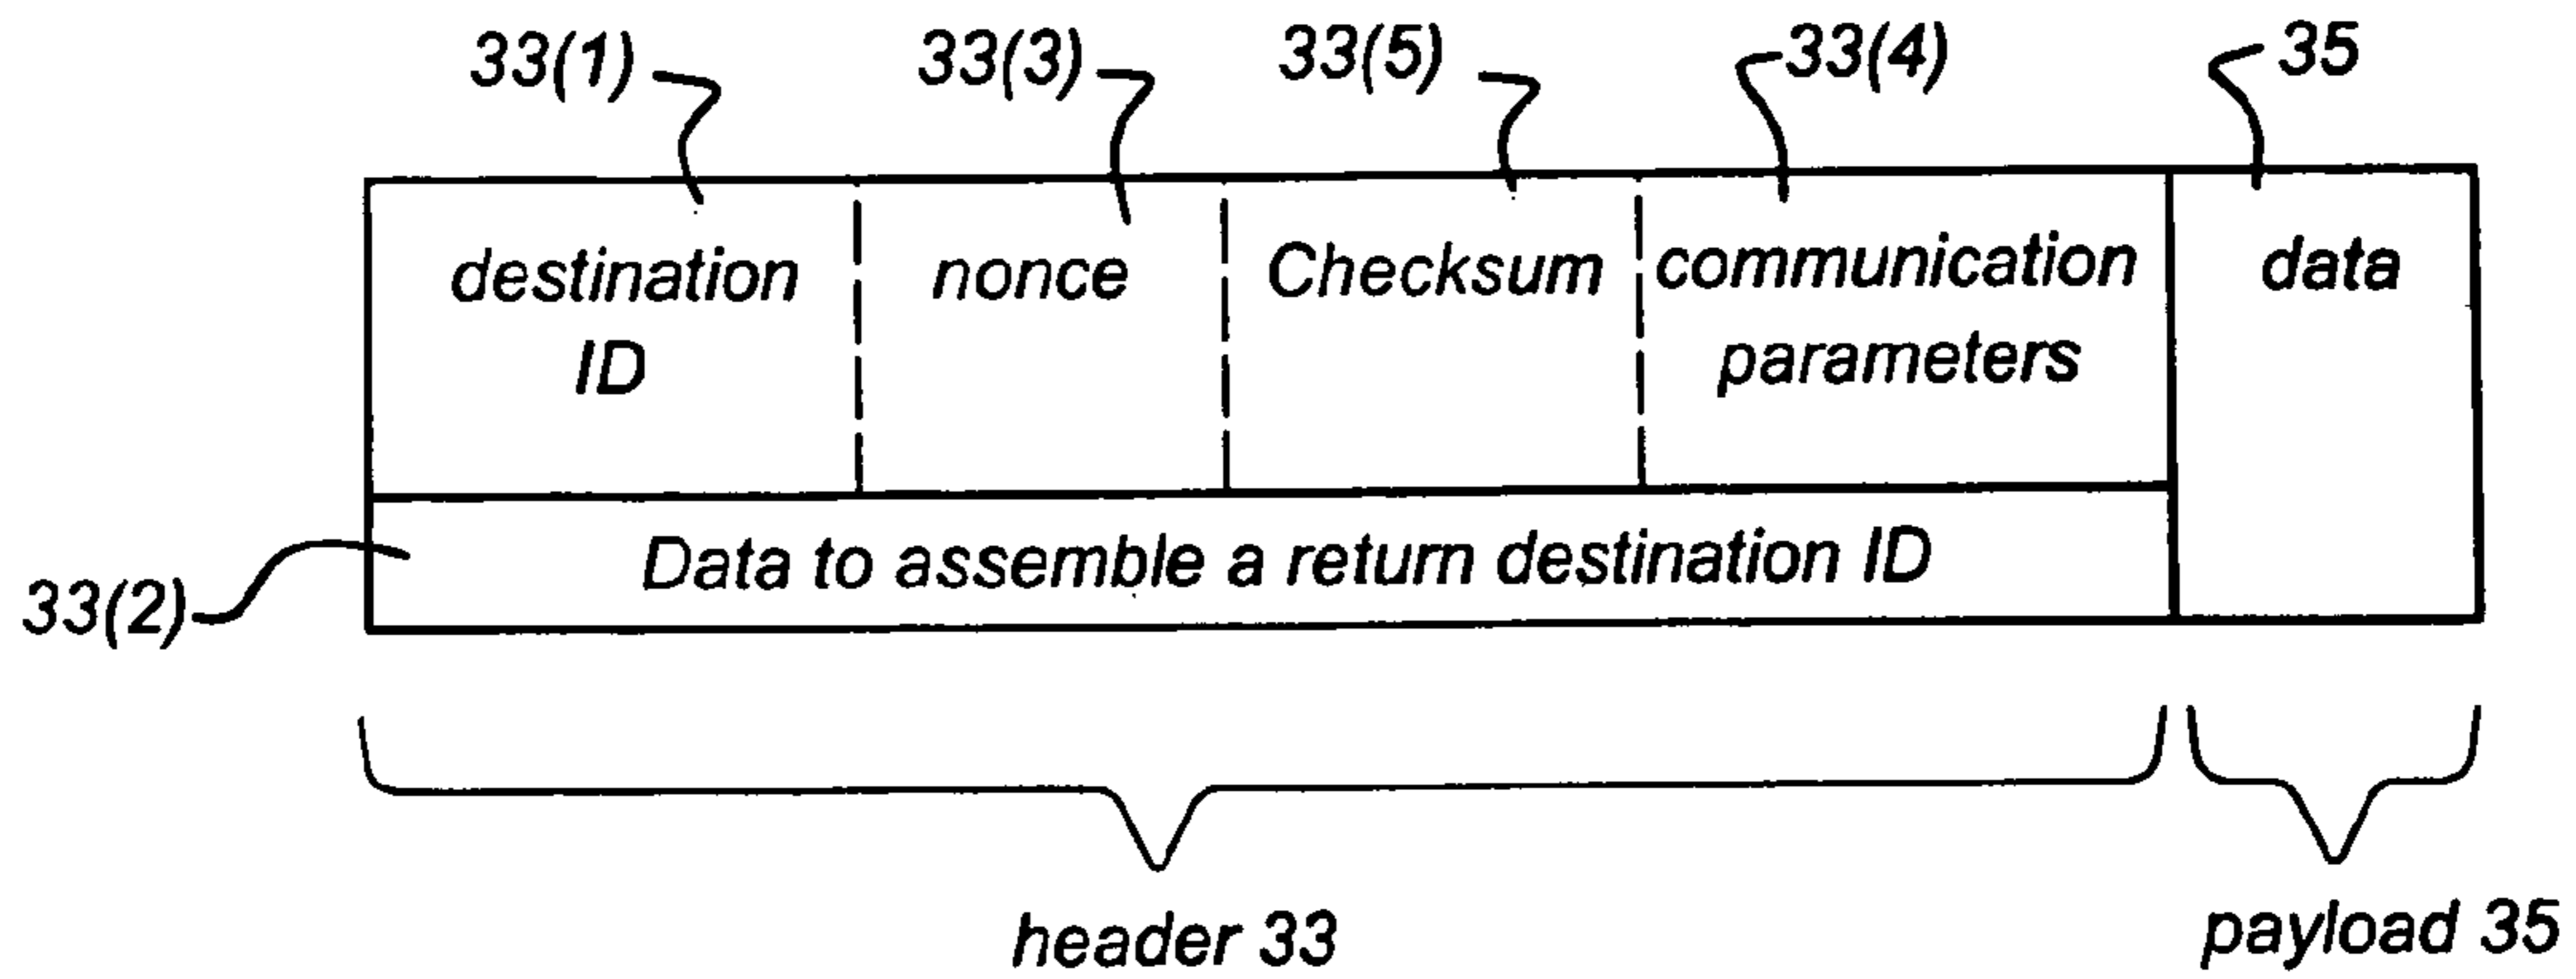 33(1) 33(3) 33(5) 33(4) 35
destination nonce Checksum communication data
ID parameters
Data to assemble a return destination ID
33(2)
header 33 payload 35